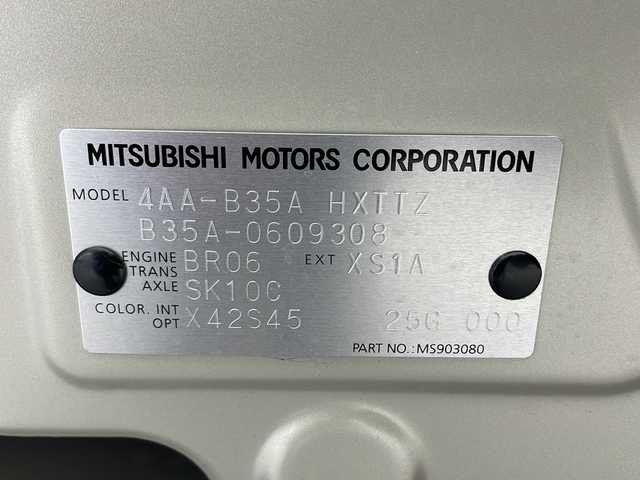 MITSUBISHI MOTORS CORPORATION
MODEL 4AA-B35A HXTTZ
B35A-0609308
ENGINE BR06 EXT XS1A
TRANS
AXLE SK10C
COLOR. INT X42S45 25G 000
OPT
PART NO.:MS903080